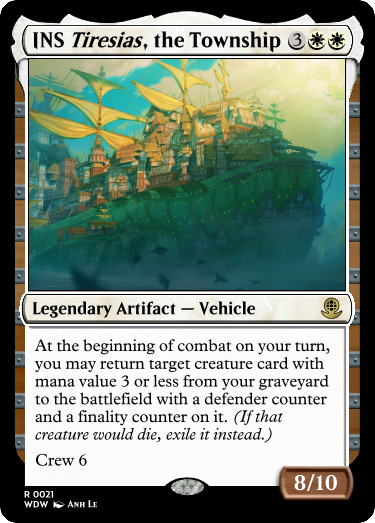 INS Tiresias, the Township 3
Legendary Artifact — Vehicle
At the beginning of combat on your turn,
you may return target creature card with
mana value 3 or less from your graveyard
to the battlefield with a defender counter
and a finality counter on it. (If that
creature would die, exile it instead.)
Crew 6
8/10
R 0021
WDW Anh Le